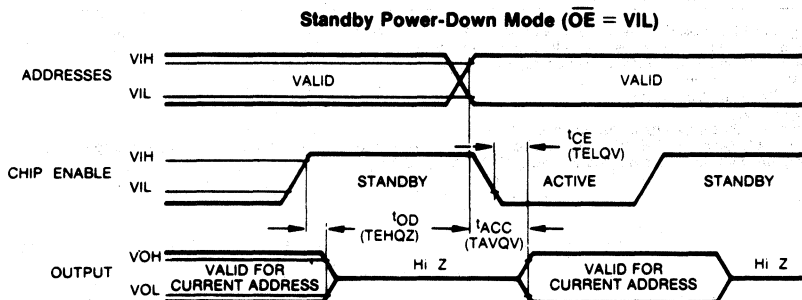 Standby Power-Down Mode (OE = VIL)
ADDRESSES
VIH
VIL
VALID
VALID
CHIP ENABLE
VIH
VIL
STANDBY
tCE
(TELQV)
ACTIVE
STANDBY
tOD
(TEHQZ)
tACC
(TAVQV)
OUTPUT
VOH
VOL
VALID FOR
CURRENT ADDRESS
Hi Z
VALID FOR
CURRENT ADDRESS
Hi Z